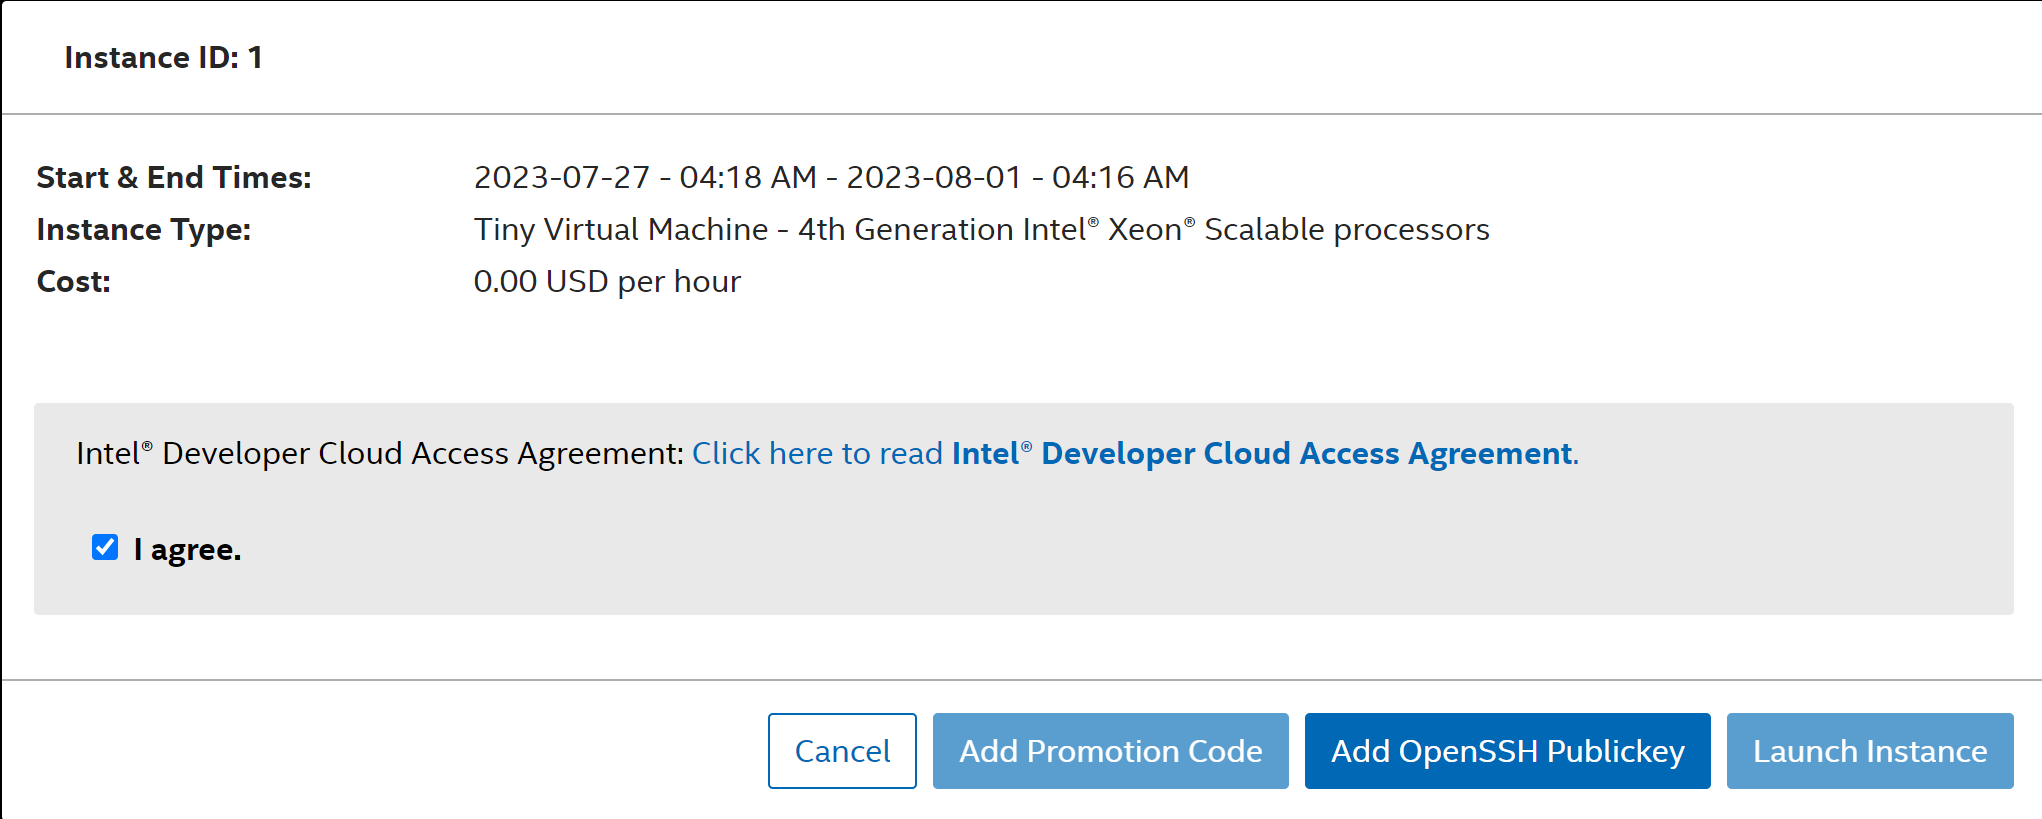 Instance ID: 1
Start & End Times: 2023-07-27 - 04:18 AM - 2023-08-01 - 04:16 AM
Instance Type: Tiny Virtual Machine - 4th Generation Intel® Xeon® Scalable processors
Cost: 0.00 USD per hour
Intel® Developer Cloud Access Agreement: Click here to read Intel® Developer Cloud Access Agreement.
I agree.
Cancel Add Promotion Code Add OpenSSH Publickey Launch Instance